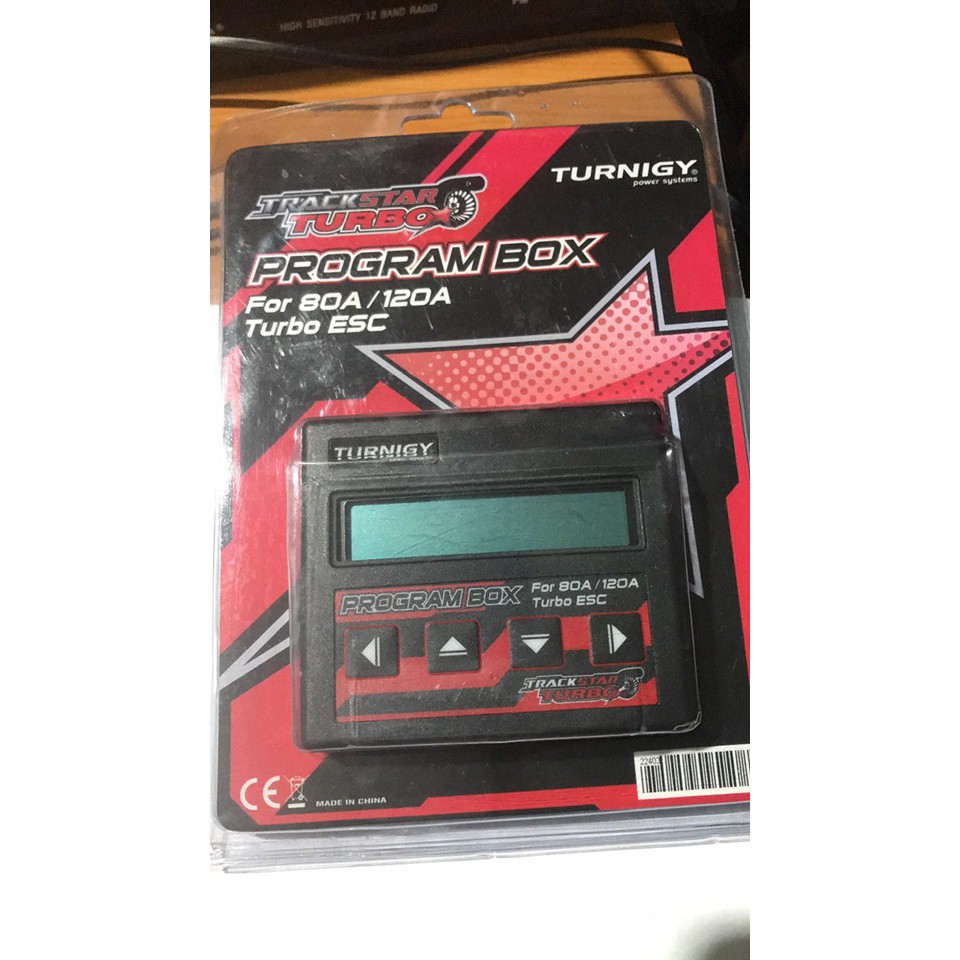 HIGH SENSITIVITY 12 BAND RADIO
TURNIGY®
power systems
TRACKSTAR
TURBO
PROGRAM BOX
For 80A / 120A
Turbo ESC
TURNIGY
PROGRAM BOX
For 80A / 120A
Turbo ESC
TRACKSTAR
TURBO
22403
CE
MADE IN CHINA